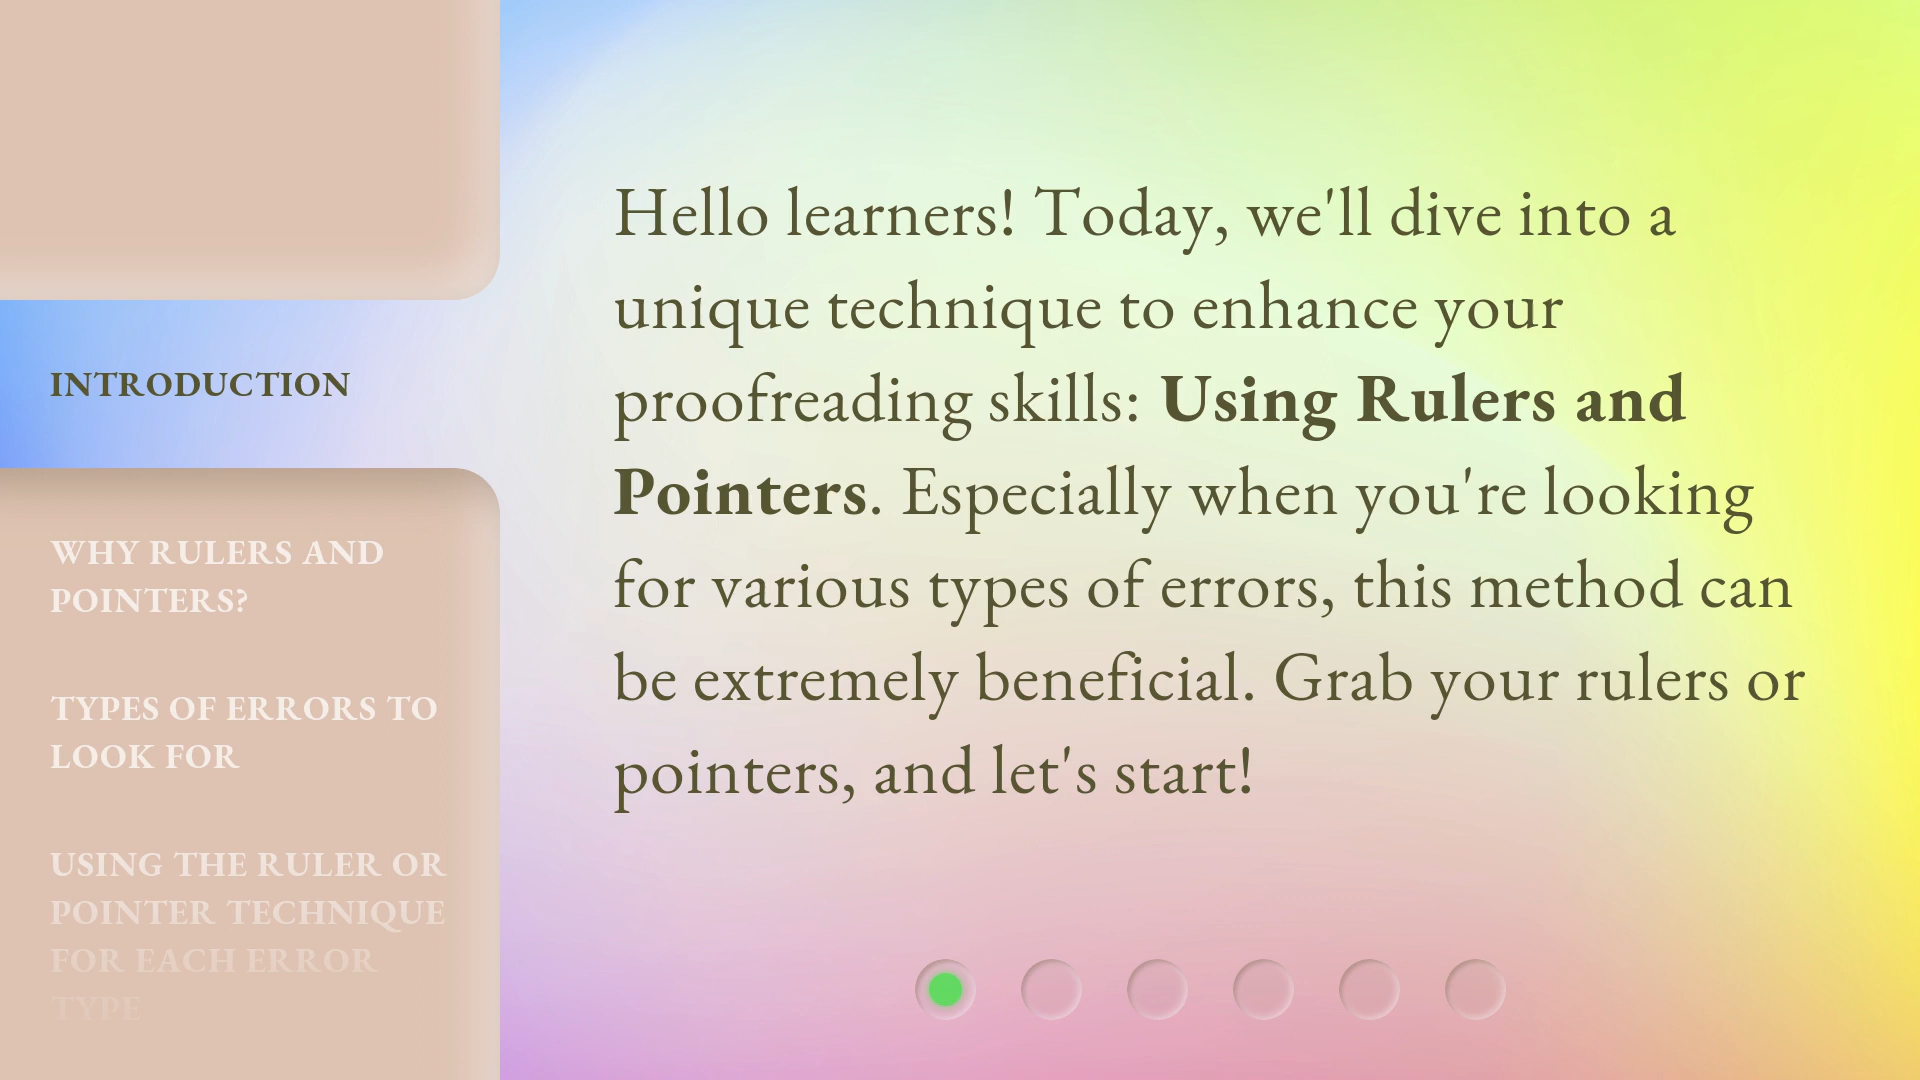 INTRODUCTION
WHY RULERS AND
POINTERS?
TYPES OF ERRORS TO
LOOK FOR
USING THE RULER OR
POINTER TECHNIQUE
FOR EACH ERROR
TYPE
Hello learners! Today, we'll dive into a
unique technique to enhance your
proofreading skills: Using Rulers and
Pointers. Especially when you're looking
for various types of errors, this method can
be extremely beneficial. Grab your rulers or
pointers, and let's start!